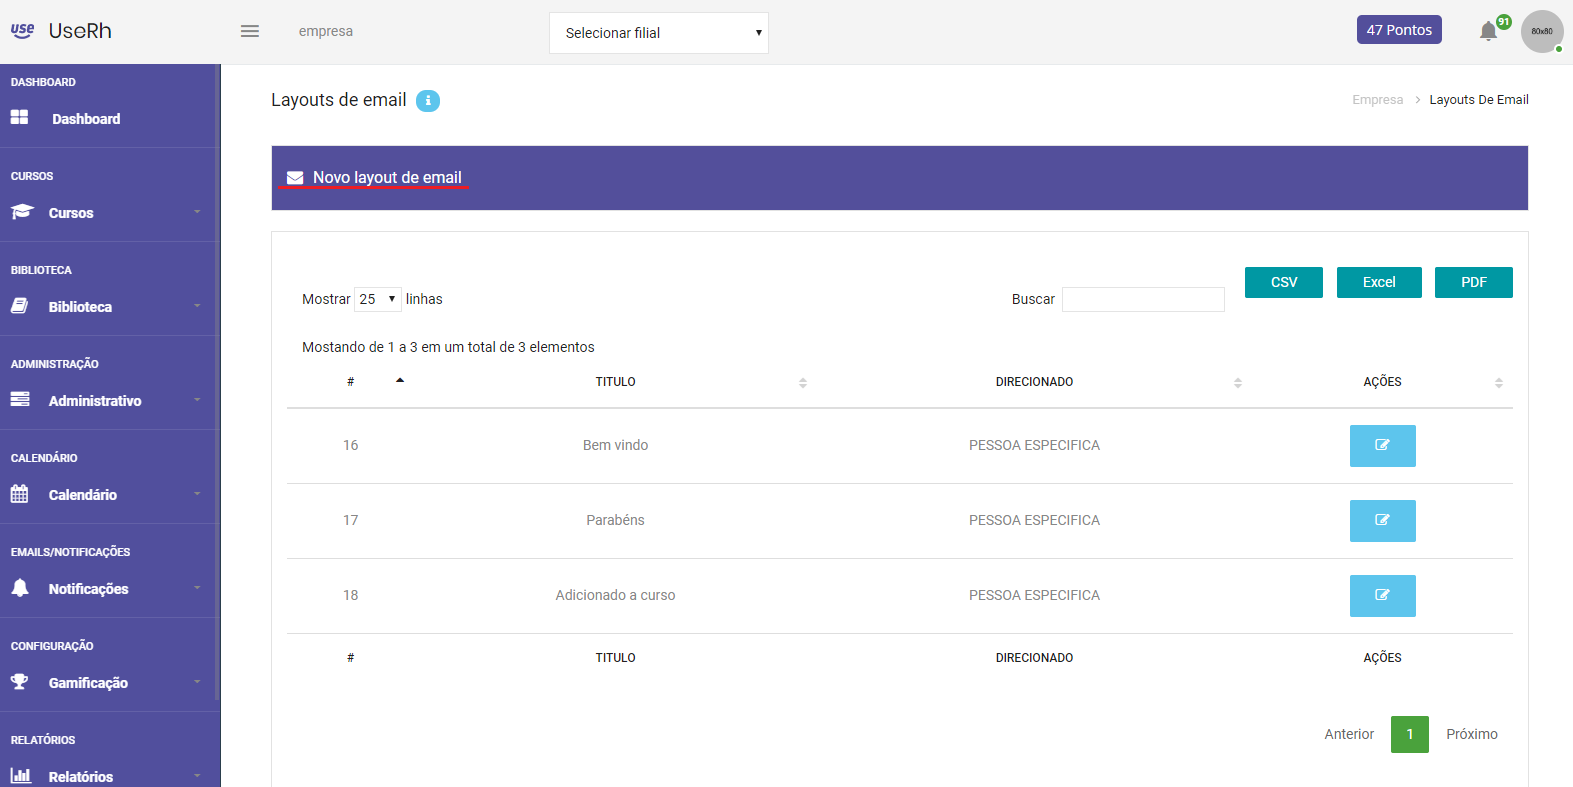 use UseRh
empresa
Selecionar filial
47 Pontos
91
80x80
DASHBOARD
Dashboard
CURSOS
Cursos
BIBLIOTECA
Biblioteca
ADMINISTRAÇÃO
Administrativo
CALENDÁRIO
Calendário
EMAILS/NOTIFICAÇÕES
Notificações
CONFIGURAÇÃO
Gamificação
RELATÓRIOS
Relatórios
Layouts de email
Empresa > Layouts De Email
Novo layout de email
CSV Excel PDF
Mostrar 25 linhas
Buscar
Mostando de 1 a 3 em um total de 3 elementos
# TITULO DIRECIONADO AÇÕES
16 Bem vindo PESSOA ESPECIFICA
17 Parabéns PESSOA ESPECIFICA
18 Adicionado a curso PESSOA ESPECIFICA
# TITULO DIRECIONADO AÇÕES
Anterior 1 Próximo